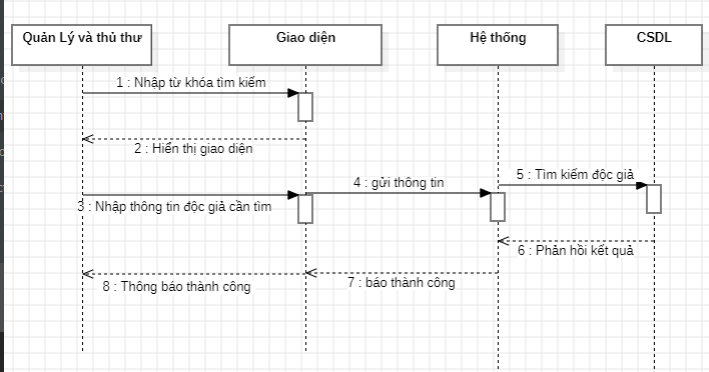 Quản Lý và thủ thư
Giao diện
Hệ thống
CSDL
1 : Nhập từ khóa tìm kiếm
2 : Hiển thị giao diện
3 : Nhập thông tin độc giả cần tìm
4 : gửi thông tin
5 : Tìm kiếm độc giả
6 : Phản hồi kết quả
7 : báo thành công
8 : Thông báo thành công